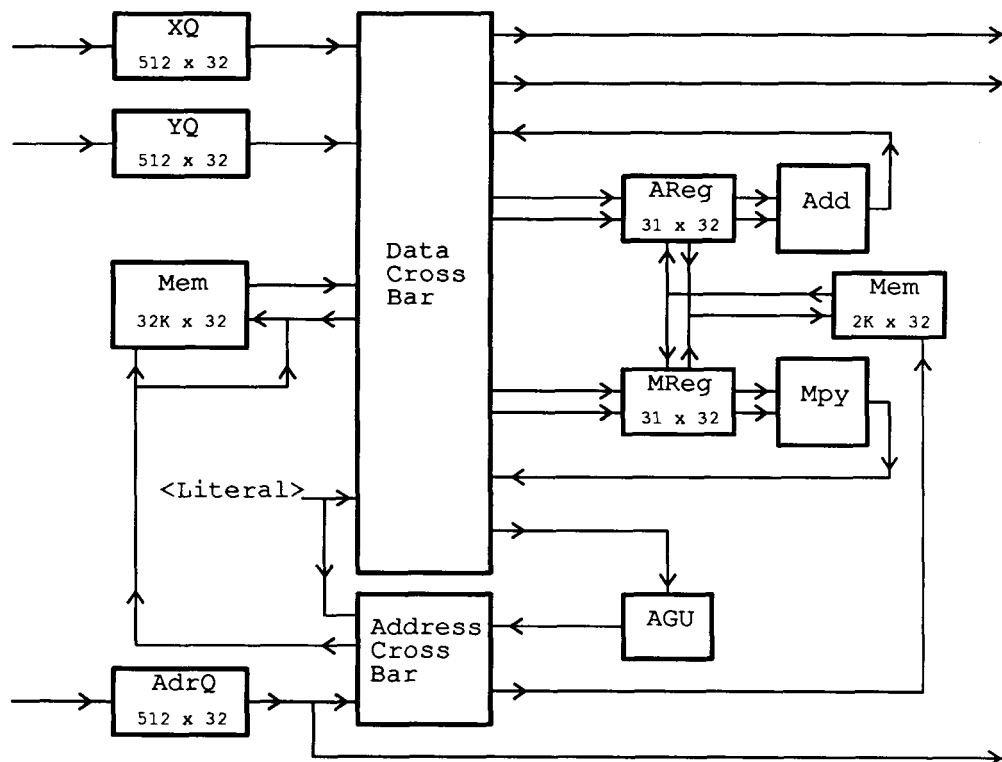 XQ
512 x 32
YQ
512 x 32
Data
Cross
Bar
AReg
31 x 32
Add
Mem
32K x 32
Mem
2K x 32
MReg
31 x 32
Mpy
<Literal>
Address
Cross
Bar
AGU
AdrQ
512 x 32